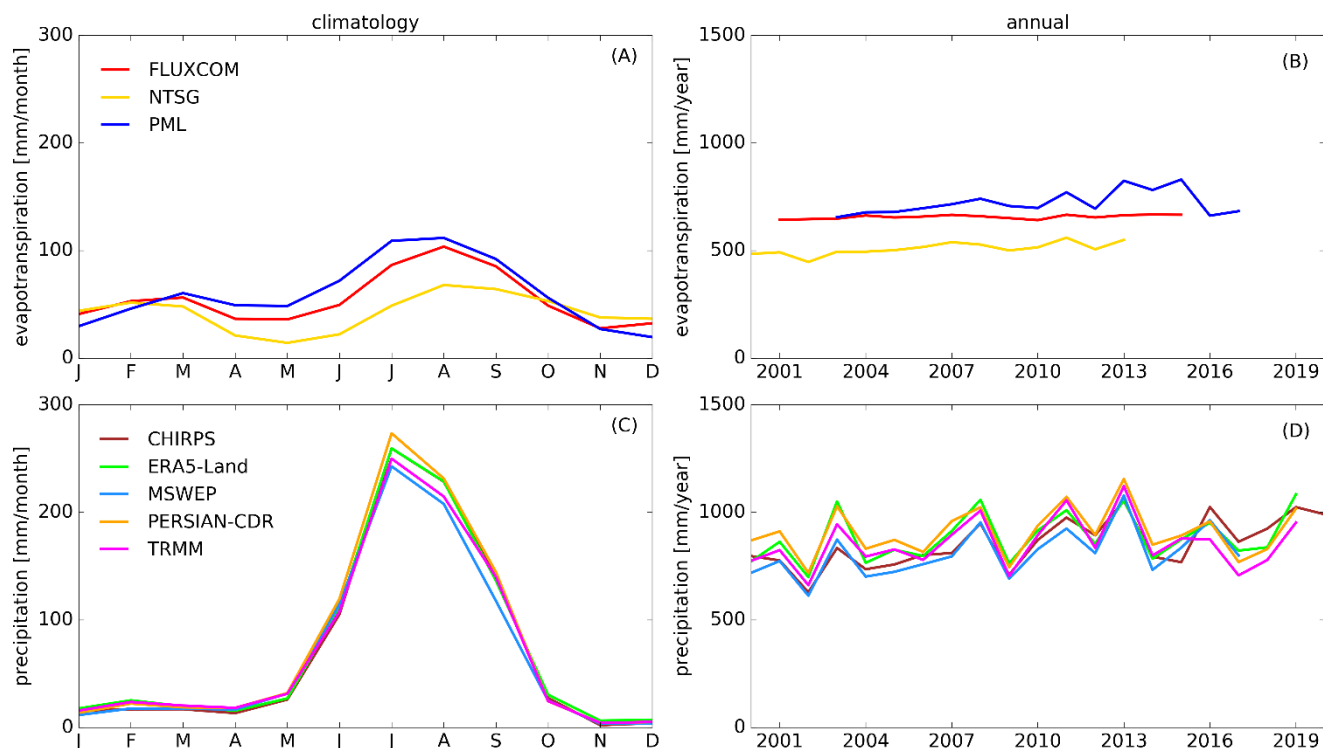 climatology
300
200
100
0
evapotranspiration [mm/month]
(A)
FLUXCOM
NTSG
PML
J F M A M J J A S O N D
annual
1500
1000
500
0
evapotranspiration [mm/year]
(B)
2001 2004 2007 2010 2013 2016 2019
300
200
100
0
precipitation [mm/month]
(C)
CHIRPS
ERA5-Land
MSWEP
PERSIAN-CDR
TRMM
J F M A M J J A S O N D
1500
1000
500
0
precipitation [mm/year]
(D)
2001 2004 2007 2010 2013 2016 2019